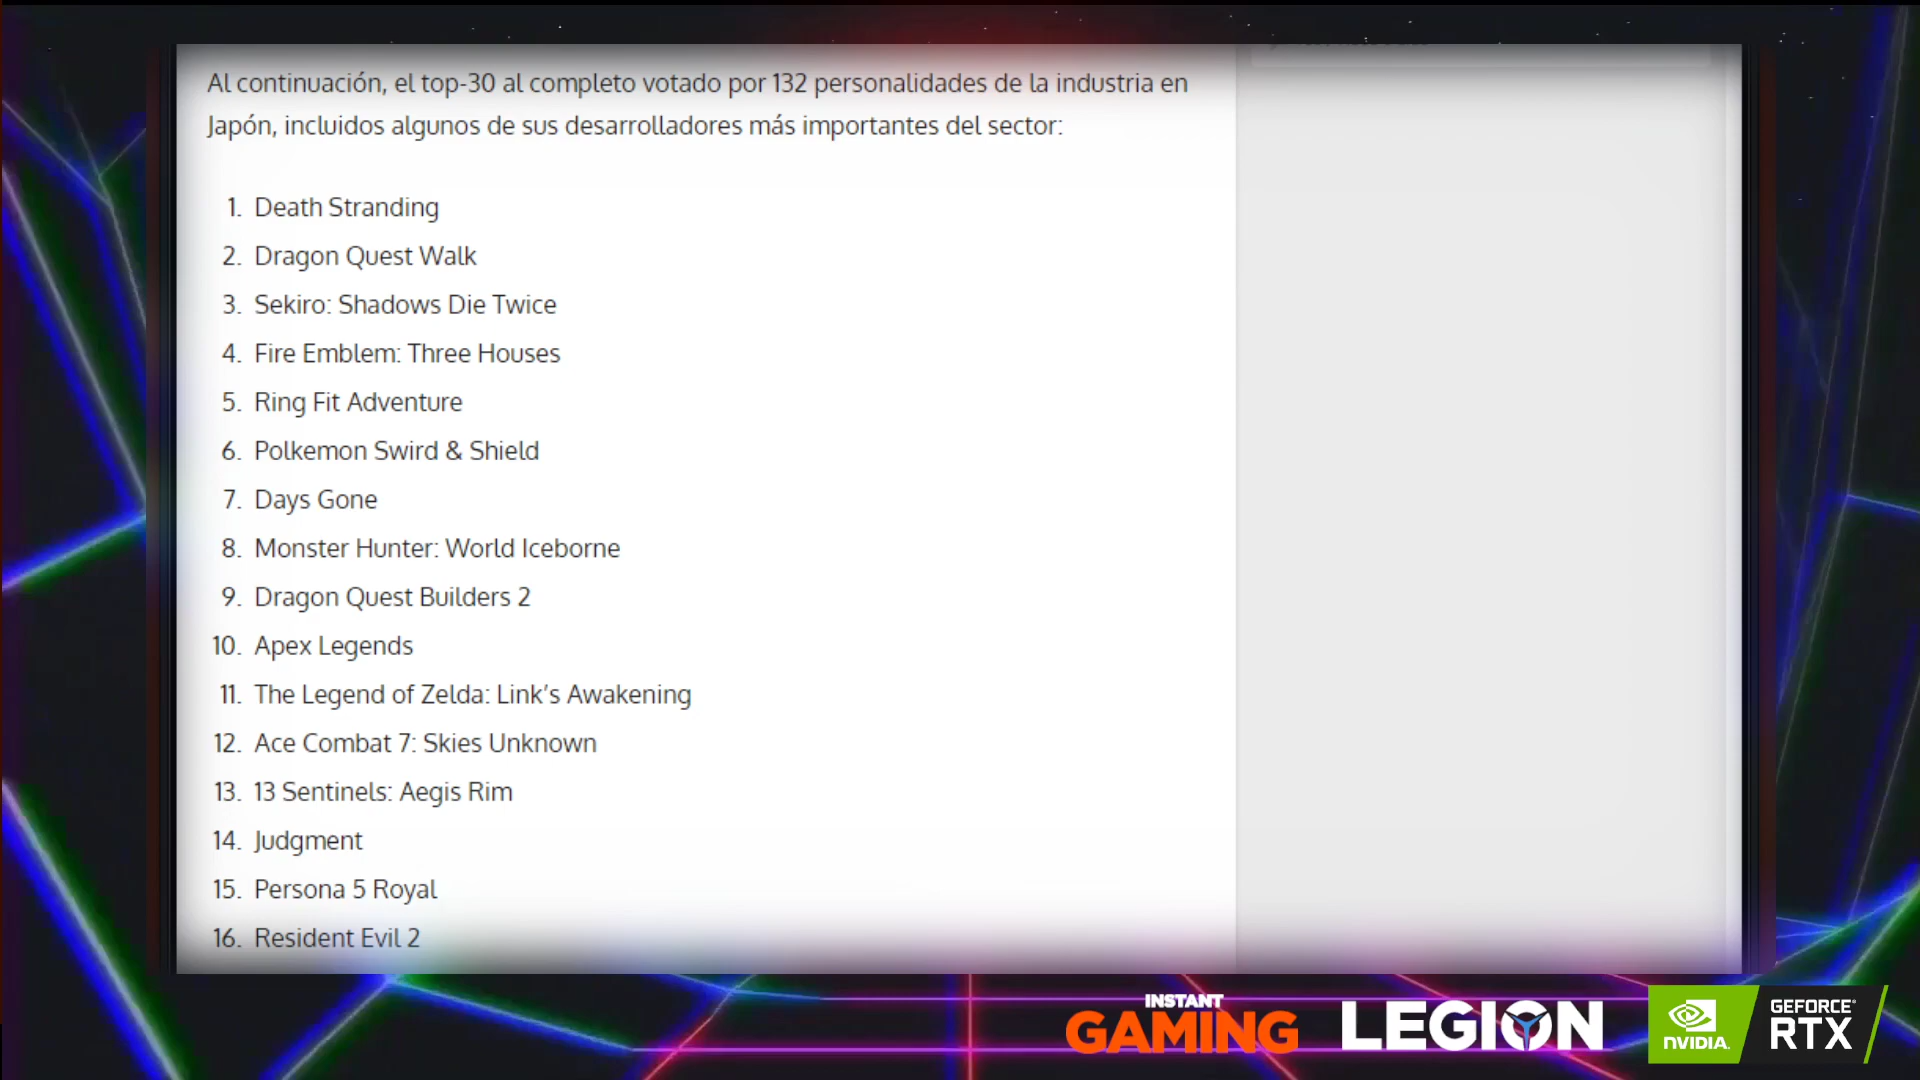 Al continuación, el top-30 al completo votado por 132 personalidades de la industria en
Japón, incluidos algunos de sus desarrolladores más importantes del sector:
1. Death Stranding
2. Dragon Quest Walk
3. Sekiro: Shadows Die Twice
4. Fire Emblem: Three Houses
5. Ring Fit Adventure
6. Polkemon Swird & Shield
7. Days Gone
8. Monster Hunter: World Iceborne
9. Dragon Quest Builders 2
10. Apex Legends
11. The Legend of Zelda: Link’s Awakening
12. Ace Combat 7: Skies Unknown
13. 13 Sentinels: Aegis Rim
14. Judgment
15. Persona 5 Royal
16. Resident Evil 2
INSTANT
GAMING
LEGION
NVIDIA.
GEFORCE
RTX